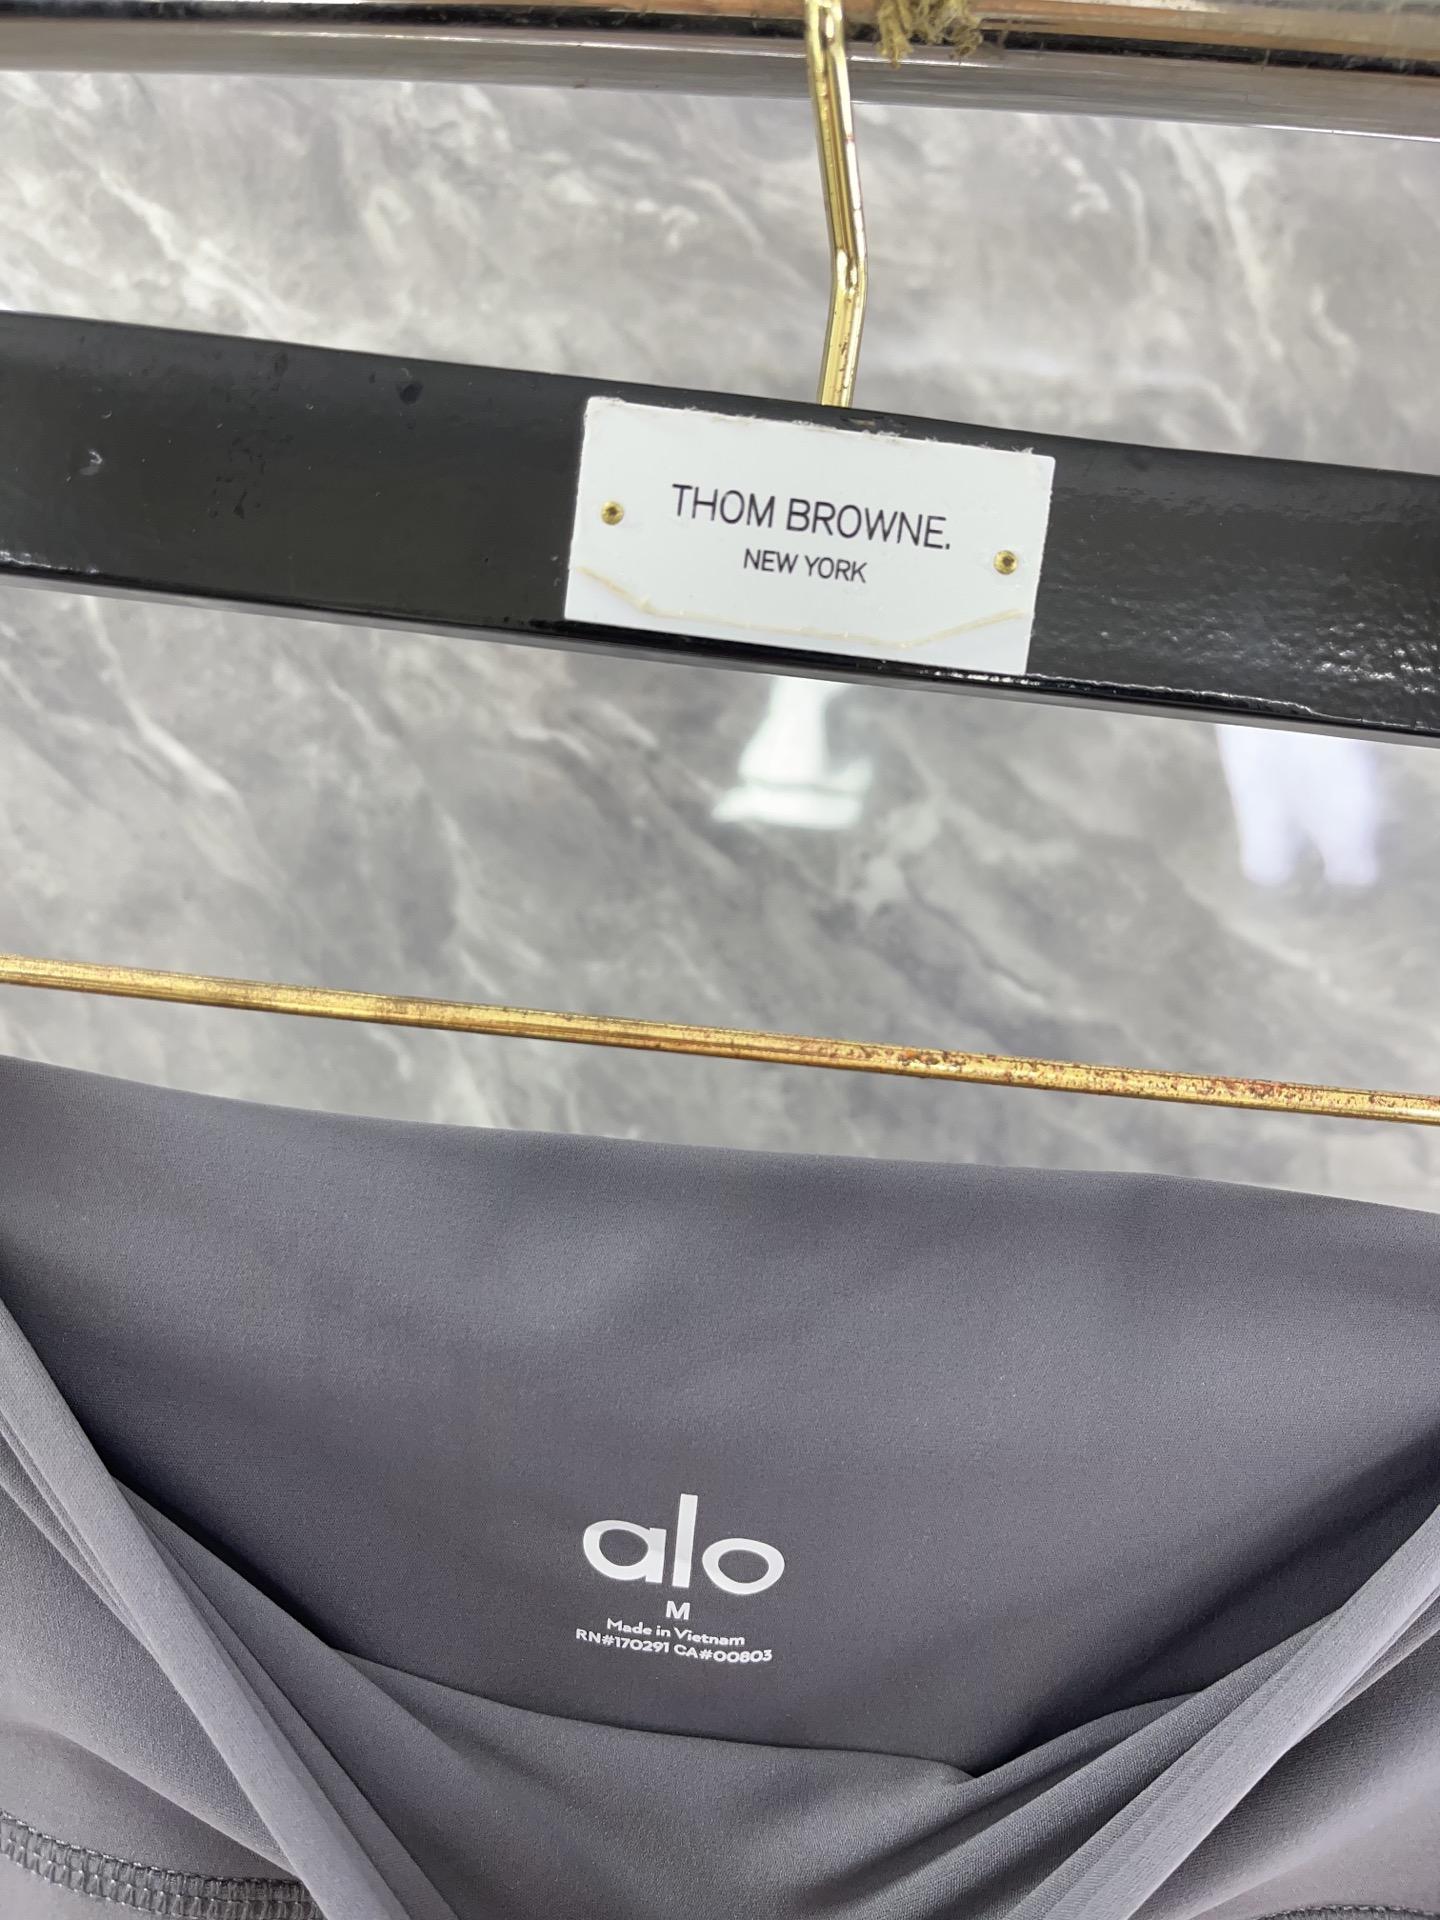 THOM BROWNE.
NEW YORK
alo
M
Made in Vietnam
RN#170291 CA#00803